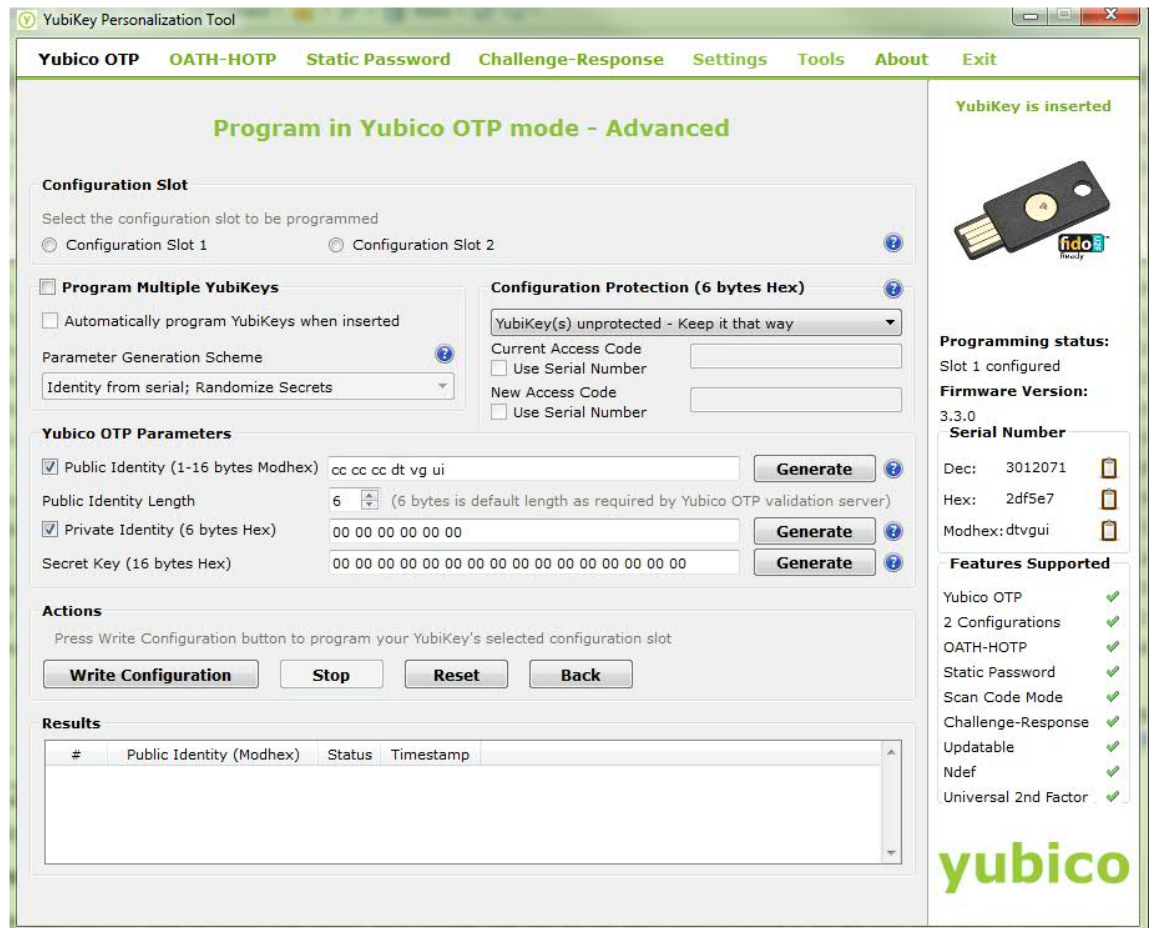 YubiKey Personalization Tool
Yubico OTP OATH-HOTP Static Password Challenge-Response Settings Tools About Exit
Program in Yubico OTP mode - Advanced
Configuration Slot
Select the configuration slot to be programmed
Configuration Slot 1 Configuration Slot 2
Program Multiple YubiKeys
Automatically program YubiKeys when inserted
Parameter Generation Scheme
Identity from serial; Randomize Secrets
Configuration Protection (6 bytes Hex)
YubiKey(s) unprotected - Keep it that way
Current Access Code
Use Serial Number
New Access Code
Use Serial Number
Yubico OTP Parameters
Public Identity (1-16 bytes Modhex) cc cc cc dt vg ui Generate
Public Identity Length 6 (6 bytes is default length as required by Yubico OTP validation server)
Private Identity (6 bytes Hex) 00 00 00 00 00 00 Generate
Secret Key (16 bytes Hex) 00 00 00 00 00 00 00 00 00 00 00 00 00 00 00 00 Generate
Actions
Press Write Configuration button to program your YubiKey's selected configuration slot
Write Configuration Stop Reset Back
Results
# Public Identity (Modhex) Status Timestamp
YubiKey is inserted
fido U2F
Ready
Programming status:
Slot 1 configured
Firmware Version:
3.3.0
Serial Number
Dec: 3012071
Hex: 2df5e7
Modhex: dtvgui
Features Supported
Yubico OTP
2 Configurations
OATH-HOTP
Static Password
Scan Code Mode
Challenge-Response
Updatable
Ndef
Universal 2nd Factor
yubico